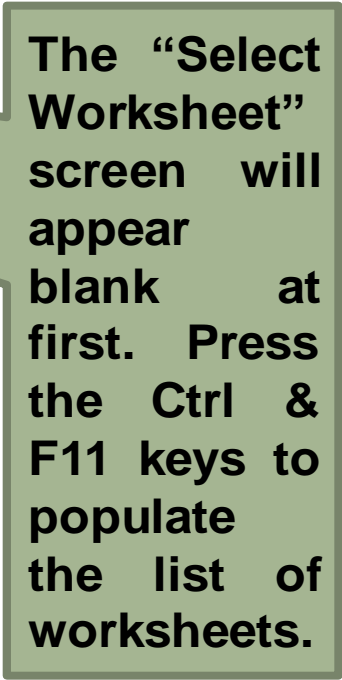 The “Select
Worksheet”
screen will
appear
blank at
first. Press
the Ctrl &
F11 keys to
populate
the list of
worksheets.